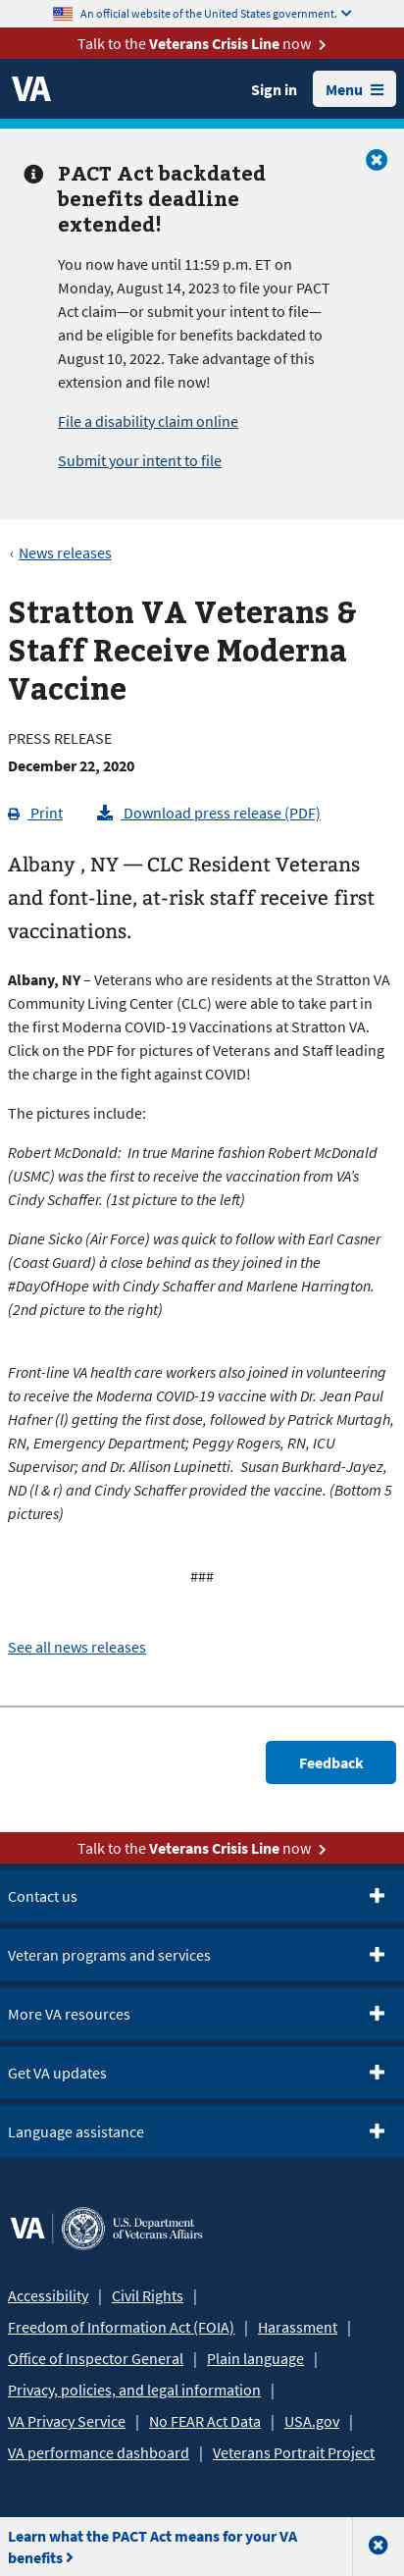 An official website of the United States government.
Talk to the Veterans Crisis Line now
VA
Sign in
Menu
PACT Act backdated
benefits deadline
extended!
You now have until 11:59 p.m. ET on
Monday, August 14, 2023 to file your PACT
Act claim—or submit your intent to file—
and be eligible for benefits backdated to
August 10, 2022. Take advantage of this
extension and file now!
File a disability claim online
Submit your intent to file
‹ News releases
Stratton VA Veterans &
Staff Receive Moderna
Vaccine
PRESS RELEASE
December 22, 2020
Print
Download press release (PDF)
Albany , NY — CLC Resident Veterans
and font-line, at-risk staff receive first
vaccinations.
Albany, NY – Veterans who are residents at the Stratton VA
Community Living Center (CLC) were able to take part in
the first Moderna COVID-19 Vaccinations at Stratton VA.
Click on the PDF for pictures of Veterans and Staff leading
the charge in the fight against COVID!
The pictures include:
Robert McDonald:  In true Marine fashion Robert McDonald
(USMC) was the first to receive the vaccination from VA’s
Cindy Schaffer. (1st picture to the left)
Diane Sicko (Air Force) was quick to follow with Earl Casner
(Coast Guard) à close behind as they joined in the
#DayOfHope with Cindy Schaffer and Marlene Harrington.
(2nd picture to the right)
Front-line VA health care workers also joined in volunteering
to receive the Moderna COVID-19 vaccine with Dr. Jean Paul
Hafner (l) getting the first dose, followed by Patrick Murtagh,
RN, Emergency Department; Peggy Rogers, RN, ICU
Supervisor; and Dr. Allison Lupinetti.  Susan Burkhard-Jayez,
ND (l & r) and Cindy Schaffer provided the vaccine. (Bottom 5
pictures)
###
See all news releases
Feedback
Talk to the Veterans Crisis Line now
Contact us
Veteran programs and services
More VA resources
Get VA updates
Language assistance
VA U.S. Department
of Veterans Affairs
Accessibility | Civil Rights |
Freedom of Information Act (FOIA) | Harassment |
Office of Inspector General | Plain language |
Privacy, policies, and legal information |
VA Privacy Service | No FEAR Act Data | USA.gov |
VA performance dashboard | Veterans Portrait Project
Learn what the PACT Act means for your VA
benefits